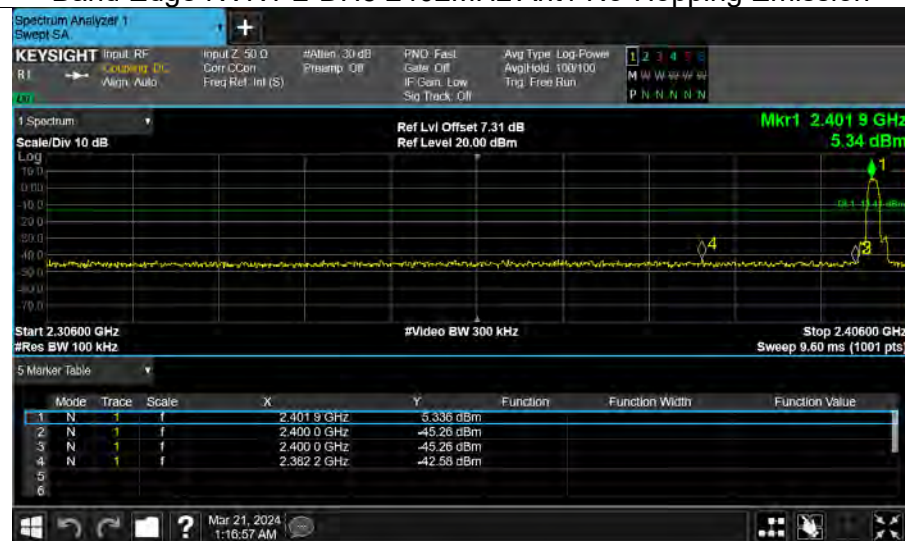 Spectrum Analyzer 1
Swept SA
+
KEYSIGHT Input: RF
Coupling: DC
Align: Auto
Input Z: 50 Ω
Corr CCorr
Freq Ref: Int (S)
#Atten: 30 dB
Preamp: Off
PNO: Fast
Gate: Off
IF Gain: Low
Sig Track: Off
Avg Type: Log-Power
Avg|Hold: 100/100
Trig: Free Run
1 2 3 4 5 6
M W W W W W
P N N N N N
1 Spectrum
Scale/Div 10 dB
Ref Lvl Offset 7.31 dB
Ref Level 20.00 dBm
Mkr1 2.401 9 GHz
5.34 dBm
Log
10.0
0.00
-10.0
-20.0
-30.0
-40.0
-50.0
-60.0
-70.0
1
4
3
Start 2.30600 GHz
#Res BW 100 kHz
#Video BW 300 kHz
Stop 2.40600 GHz
Sweep 9.60 ms (1001 pts)
5 Marker Table
Mode Trace Scale X Y Function Function Width Function Value
1 N 1 f 2.401 9 GHz 5.336 dBm
2 N 1 f 2.400 0 GHz -45.26 dBm
3 N 1 f 2.400 0 GHz -45.26 dBm
4 N 1 f 2.382 2 GHz -42.58 dBm
5
6
?
Mar 21, 2024
1:16:57 AM